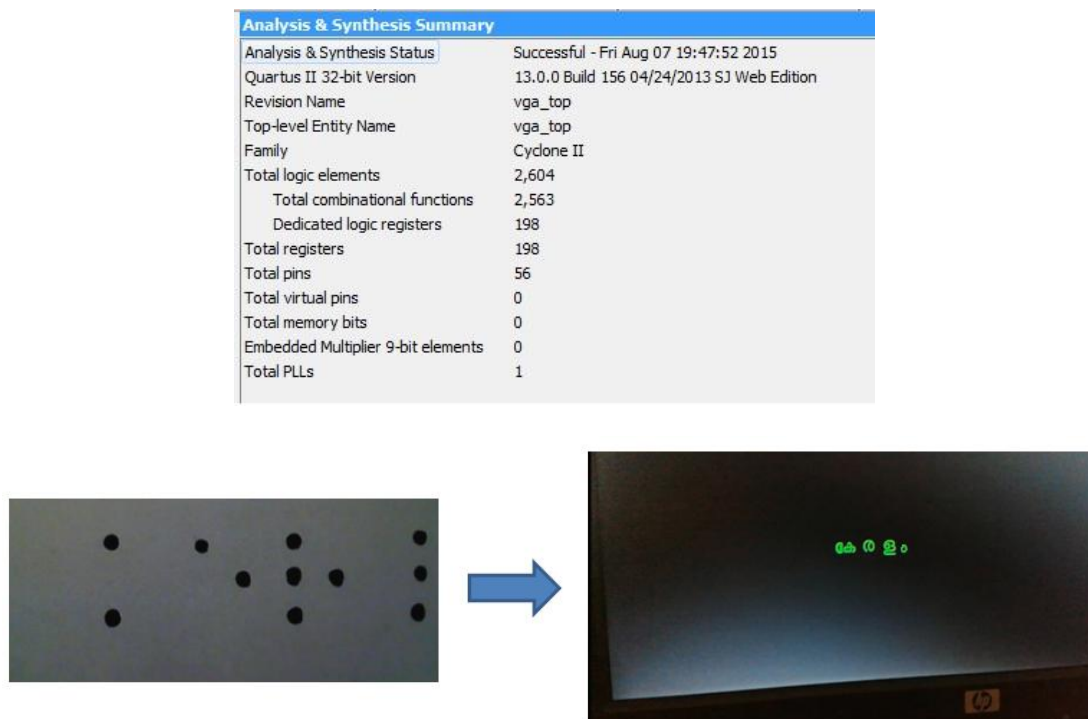 Analysis & Synthesis Summary
Analysis & Synthesis Status Successful - Fri Aug 07 19:47:52 2015
Quartus II 32-bit Version 13.0.0 Build 156 04/24/2013 SJ Web Edition
Revision Name vga_top
Top-level Entity Name vga_top
Family Cyclone II
Total logic elements 2,604
Total combinational functions 2,563
Dedicated logic registers 198
Total registers 198
Total pins 56
Total virtual pins 0
Total memory bits 0
Embedded Multiplier 9-bit elements 0
Total PLLs 1
കേ ര ള ം
hp